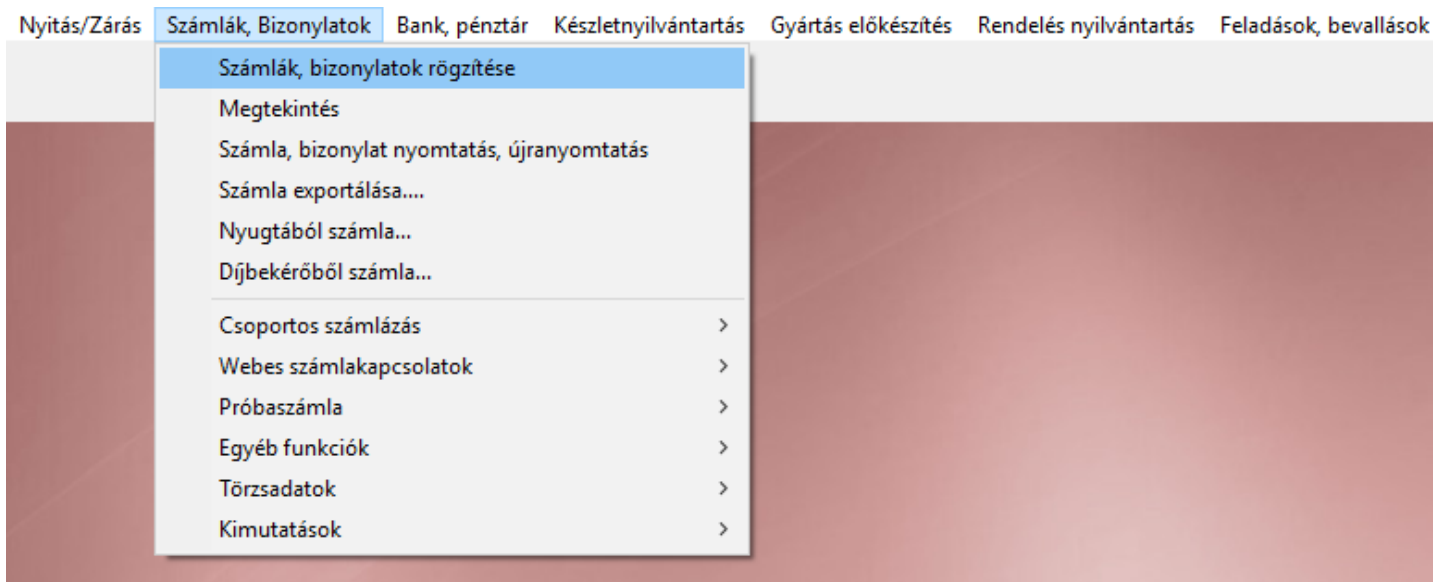 Nyitás/Zárás Számlák, Bizonylatok Bank, pénztár Készletnyilvántartás Gyártás előkészítés Rendelés nyilvántartás Feladások, bevallások
Számlák, bizonylatok rögzítése
Megtekintés
Számla, bizonylat nyomtatás, újranyomtatás
Számla exportálása....
Nyugtából számla...
Díjbekérőből számla...
Csoportos számlázás
Webes számlakapcsolatok
Próbaszámla
Egyéb funkciók
Törzsadatok
Kimutatások